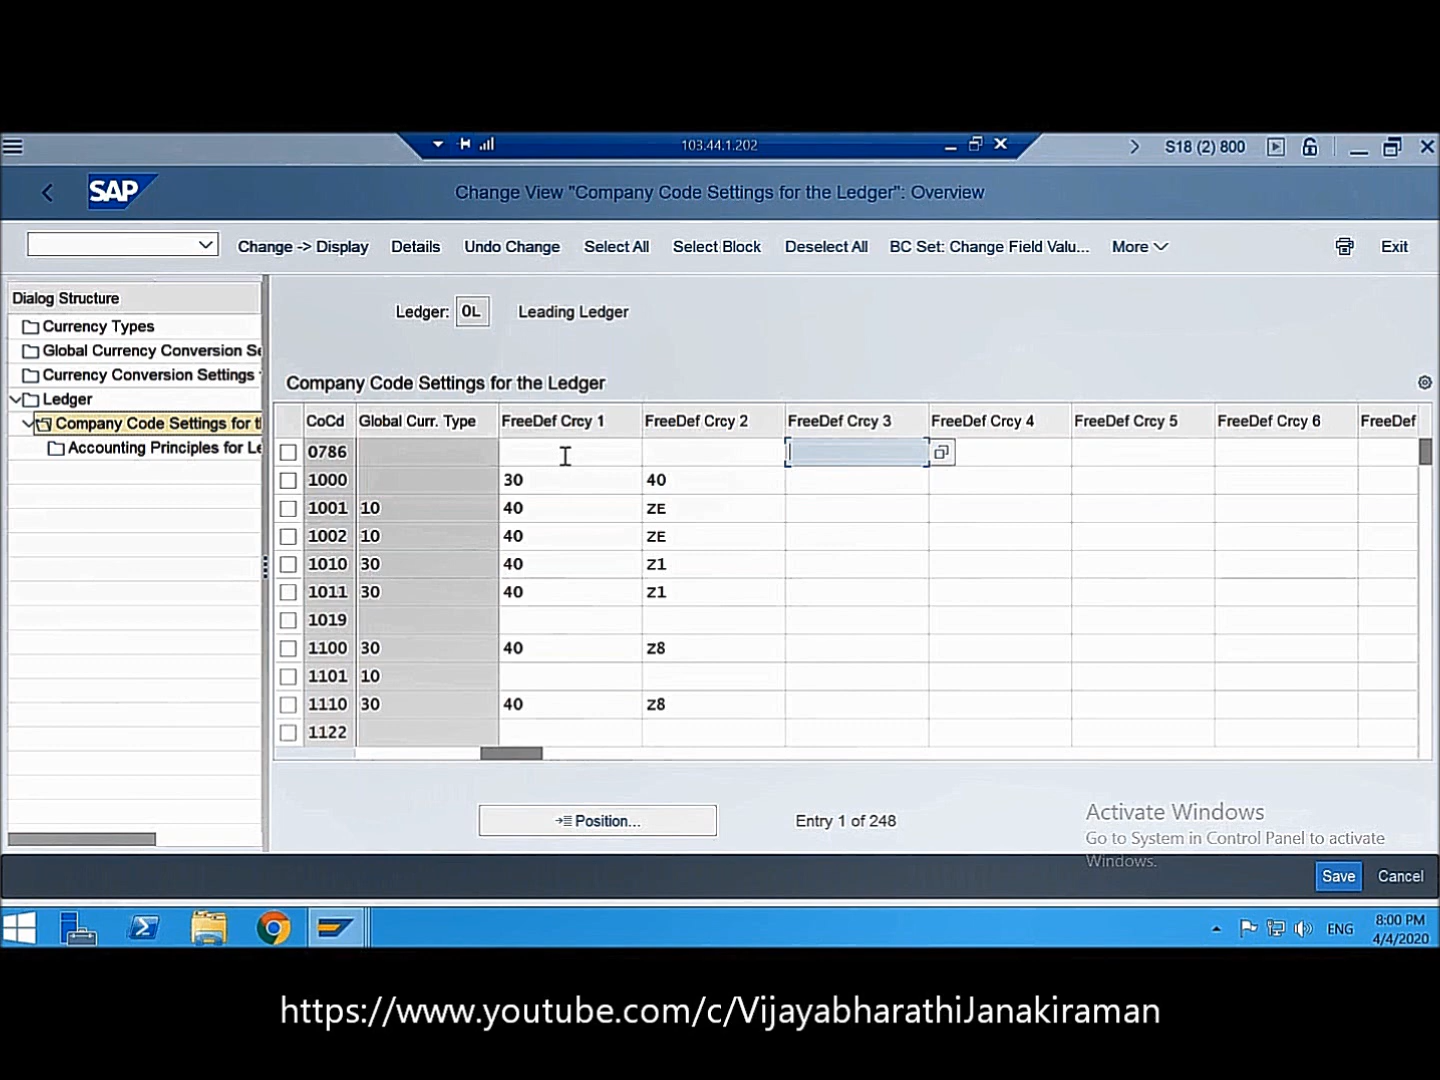 103.44.1.202
S18 (2) 800
SAP
Change View "Company Code Settings for the Ledger": Overview
Change -> Display Details Undo Change Select All Select Block Deselect All BC Set: Change Field Valu... More Exit
Dialog Structure
Currency Types
Global Currency Conversion Se
Currency Conversion Settings
Ledger
Company Code Settings for t
Accounting Principles for Le
Ledger: 0L Leading Ledger
Company Code Settings for the Ledger
CoCd Global Curr. Type FreeDef Crcy 1 FreeDef Crcy 2 FreeDef Crcy 3 FreeDef Crcy 4 FreeDef Crcy 5 FreeDef Crcy 6 FreeDef
0786
1000 30 40
1001 10 40 ZE
1002 10 40 ZE
1010 30 40 Z1
1011 30 40 Z1
1019
1100 30 40 Z8
1101 10
1110 30 40 Z8
1122
Position... Entry 1 of 248
Activate Windows
Go to System in Control Panel to activate
Windows.
Save Cancel
ENG 8:00 PM
4/4/2020
https://www.youtube.com/c/VijayabharathiJanakiraman